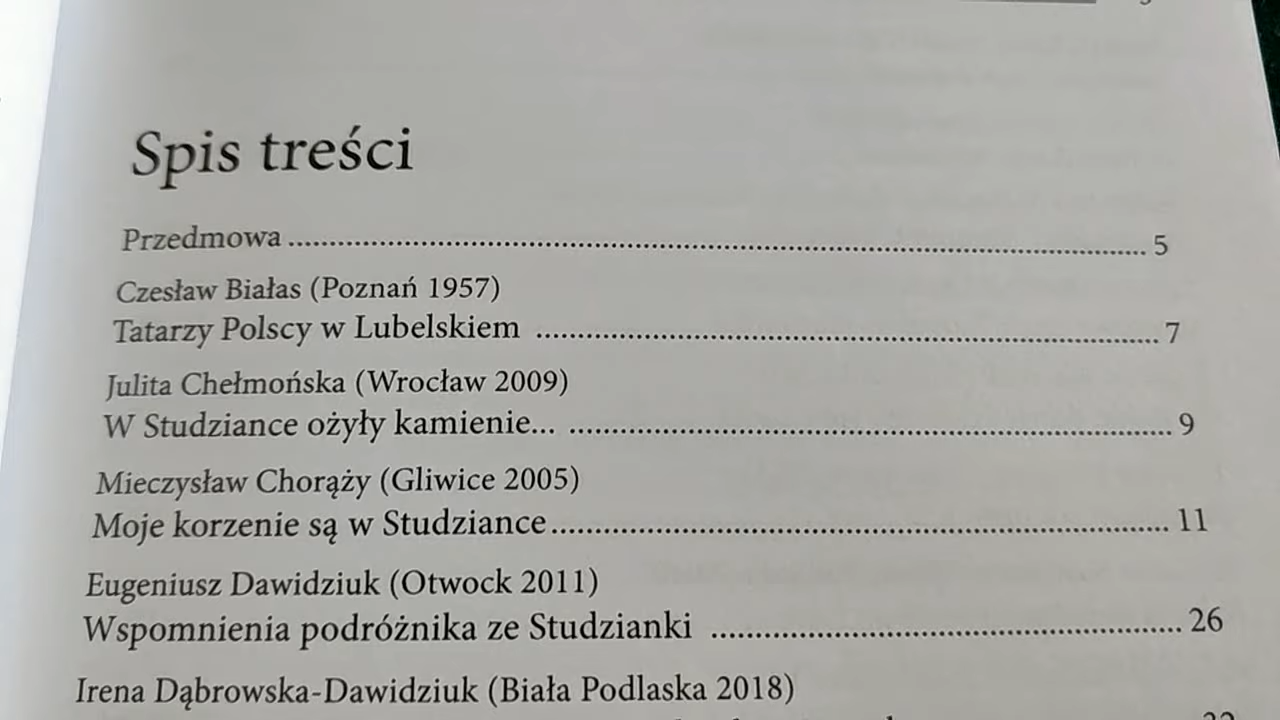 Spis treści
Przedmowa ........................................ 5
Czesław Białas (Poznań 1957)
Tatarzy Polscy w Lubelskiem ........................................ 7
Julita Chełmońska (Wrocław 2009)
W Studziance ożyły kamienie... ........................................ 9
Mieczysław Chorąży (Gliwice 2005)
Moje korzenie są w Studziance ........................................ 11
Eugeniusz Dawidziuk (Otwock 2011)
Wspomnienia podróżnika ze Studzianki ........................................ 26
Irena Dąbrowska-Dawidziuk (Biała Podlaska 2018)